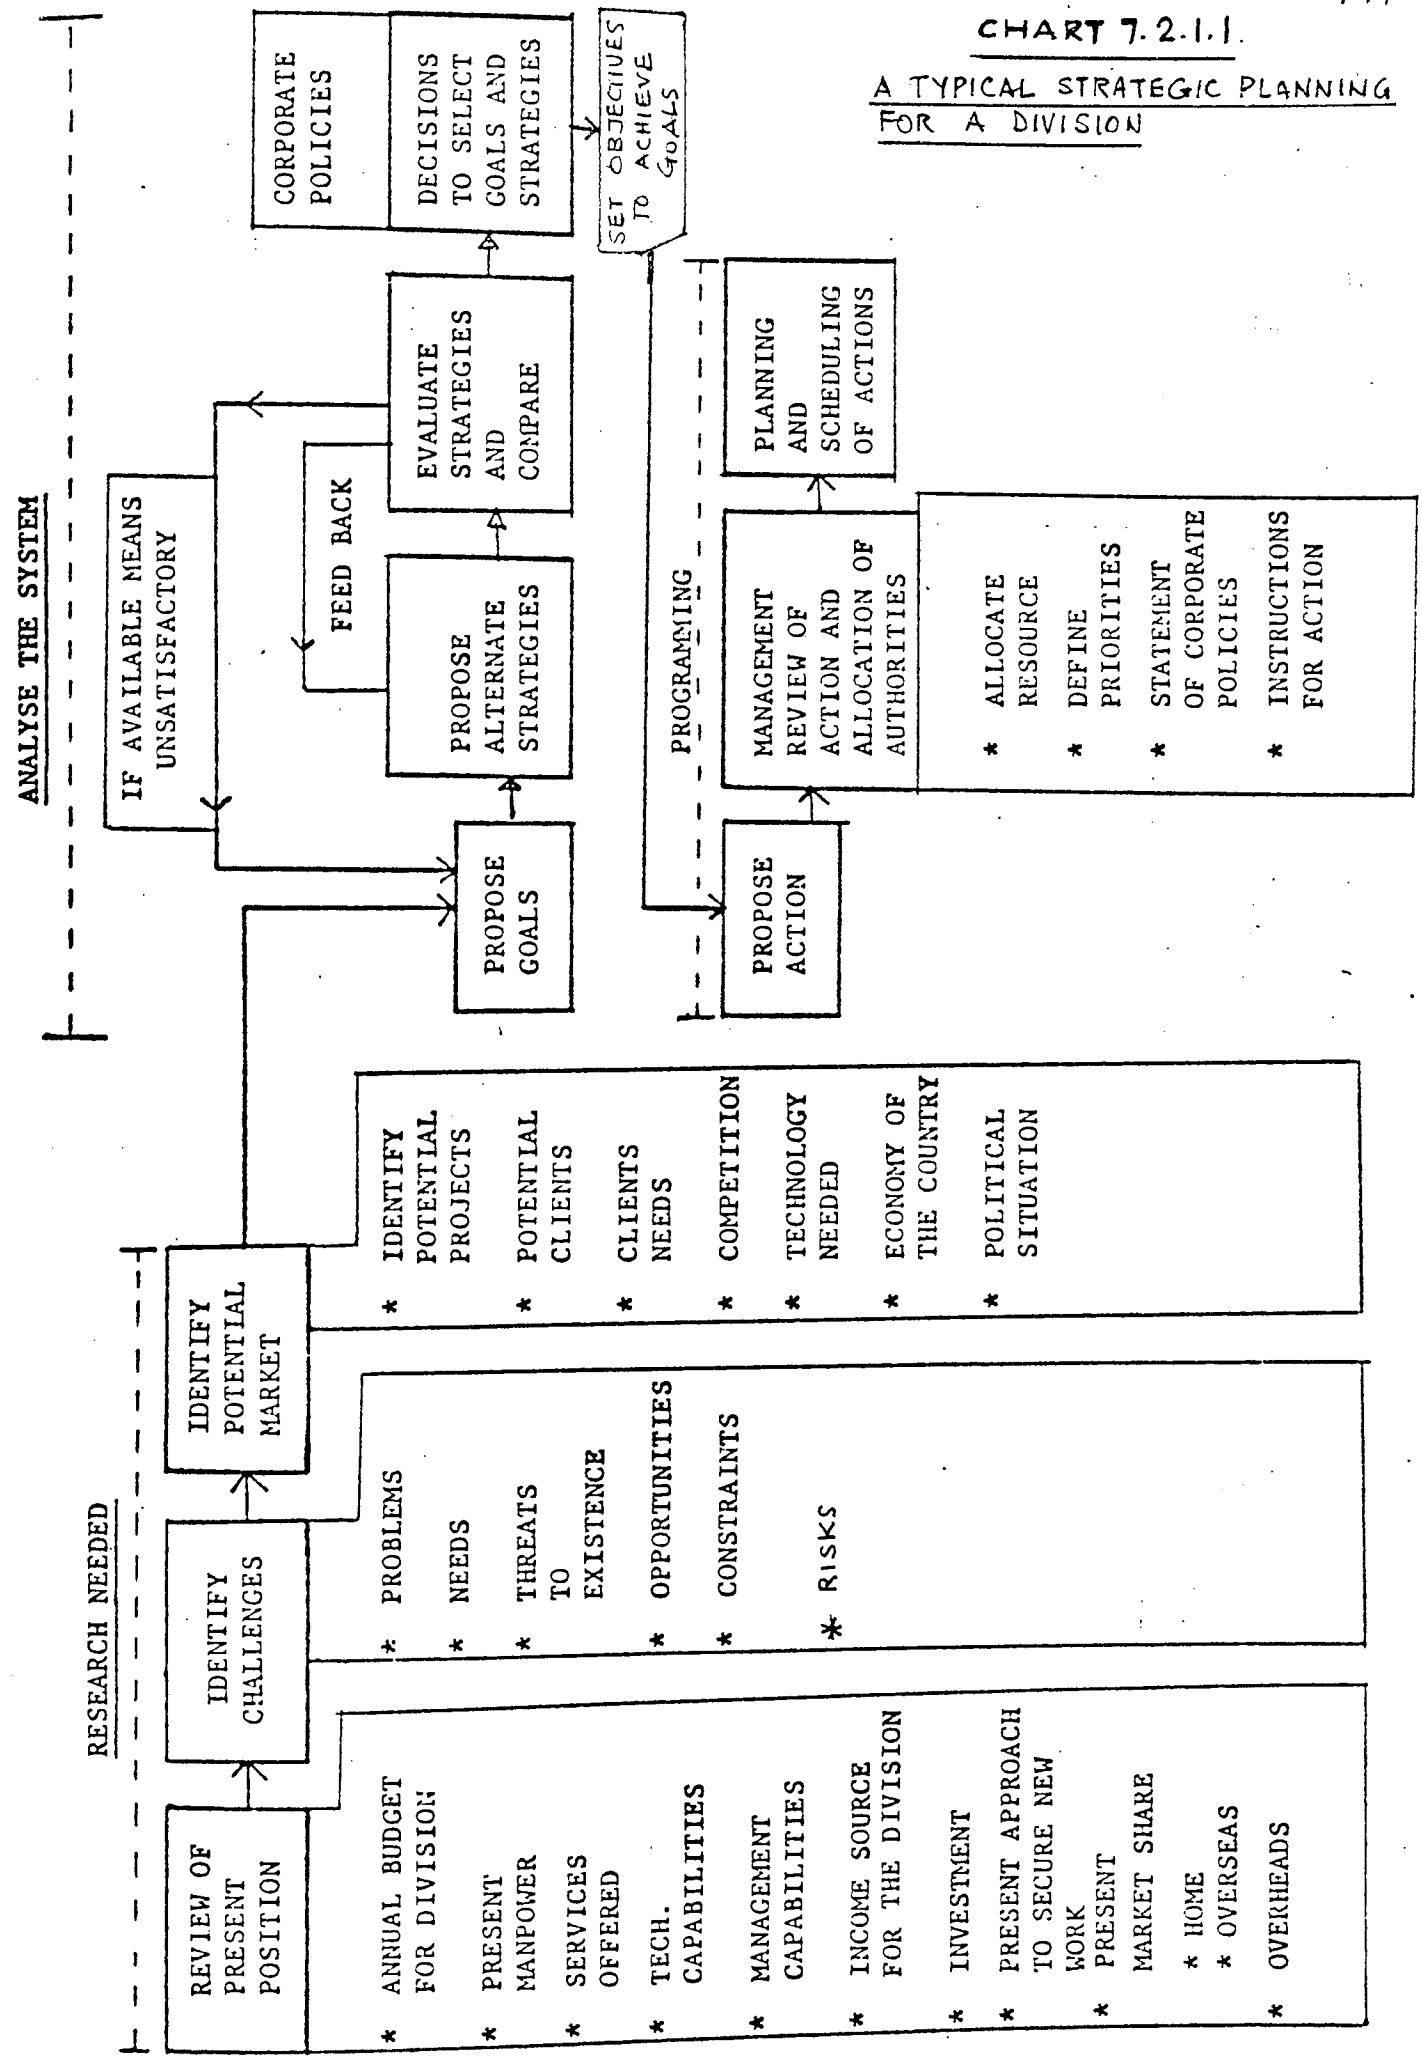 CHART 7.2.1.1.
A TYPICAL STRATEGIC PLANNING
FOR A DIVISION
RESEARCH NEEDED
REVIEW OF
PRESENT
POSITION
* ANNUAL BUDGET
FOR DIVISION
* PRESENT
MANPOWER
* SERVICES
OFFERED
* TECH.
CAPABILITIES
* MANAGEMENT
CAPABILITIES
* INCOME SOURCE
FOR THE DIVISION
* INVESTMENT
* PRESENT APPROACH
TO SECURE NEW
WORK
* PRESENT
MARKET SHARE
* HOME
* OVERSEAS
* OVERHEADS
IDENTIFY
CHALLENGES
* PROBLEMS
* NEEDS
* THREATS
TO
EXISTENCE
* OPPORTUNITIES
* CONSTRAINTS
* RISKS
IDENTIFY
POTENTIAL
MARKET
* IDENTIFY
POTENTIAL
PROJECTS
* POTENTIAL
CLIENTS
* CLIENTS
NEEDS
* COMPETITION
* TECHNOLOGY
NEEDED
* ECONOMY OF
THE COUNTRY
* POLITICAL
SITUATION
ANALYSE THE SYSTEM
IF AVAILABLE MEANS
UNSATISFACTORY
FEED BACK
PROPOSE
GOALS
PROPOSE
ALTERNATE
STRATEGIES
EVALUATE
STRATEGIES
AND
COMPARE
CORPORATE
POLICIES
DECISIONS
TO SELECT
GOALS AND
STRATEGIES
SET OBJECTIVES
TO ACHIEVE
GOALS
PROGRAMMING
PROPOSE
ACTION
MANAGEMENT
REVIEW OF
ACTION AND
ALLOCATION OF
AUTHORITIES
* ALLOCATE
RESOURCE
* DEFINE
PRIORITIES
* STATEMENT
OF CORPORATE
POLICIES
* INSTRUCTIONS
FOR ACTION
PLANNING
AND
SCHEDULING
OF ACTIONS